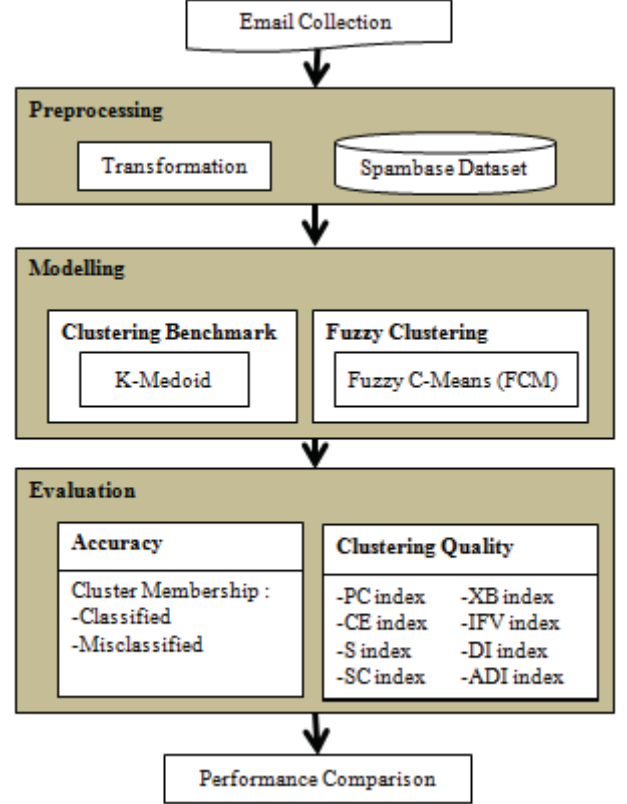 Email Collection
Preprocessing
Transformation
Spambase Dataset
Modelling
Clustering Benchmark
K-Medoid
Fuzzy Clustering
Fuzzy C-Means (FCM)
Evaluation
Accuracy
Cluster Membership :
-Classified
-Misclassified
Clustering Quality
-PC index
-CE index
-S index
-SC index
-XB index
-IFV index
-DI index
-ADI index
Performance Comparison